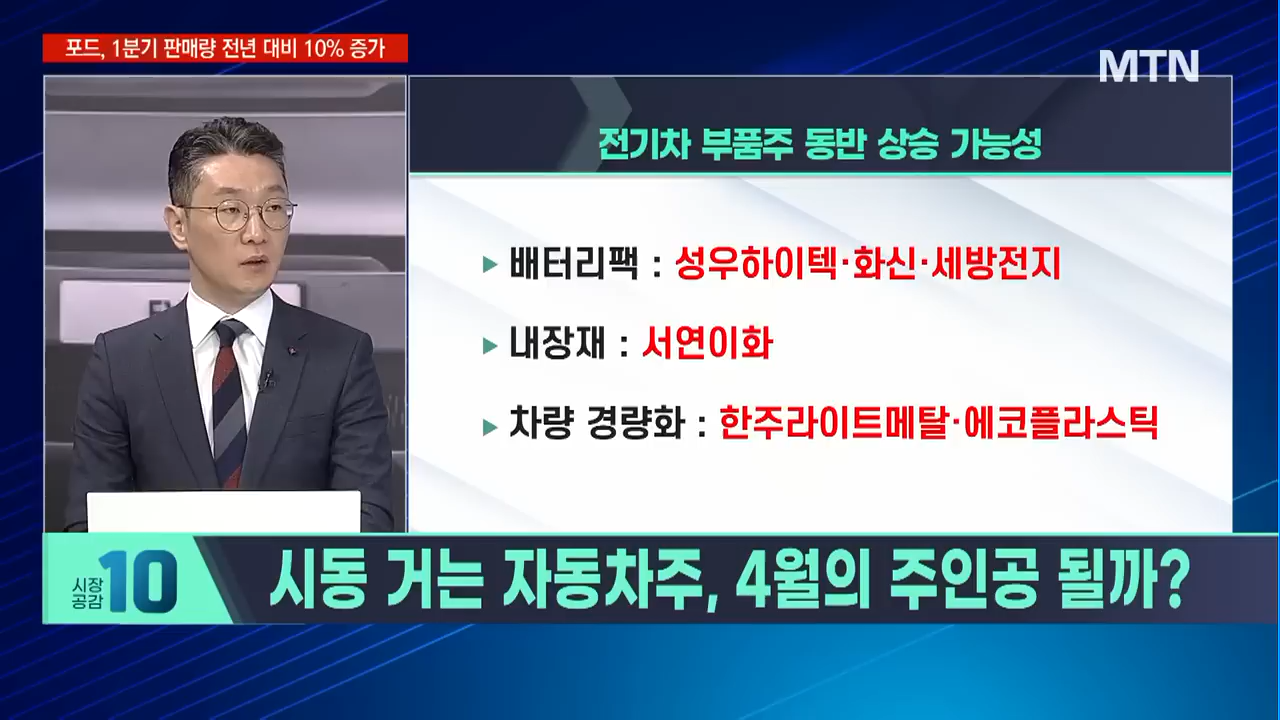 포드, 1분기 판매량 전년 대비 10% 증가
MTN
전기차 부품주 동반 상승 가능성
배터리팩 : 성우하이텍·화신·세방전지
내장재 : 서연이화
차량 경량화 : 한주라이트메탈·에코플라스틱
시장
공감
10
시동 거는 자동차주, 4월의 주인공 될까?